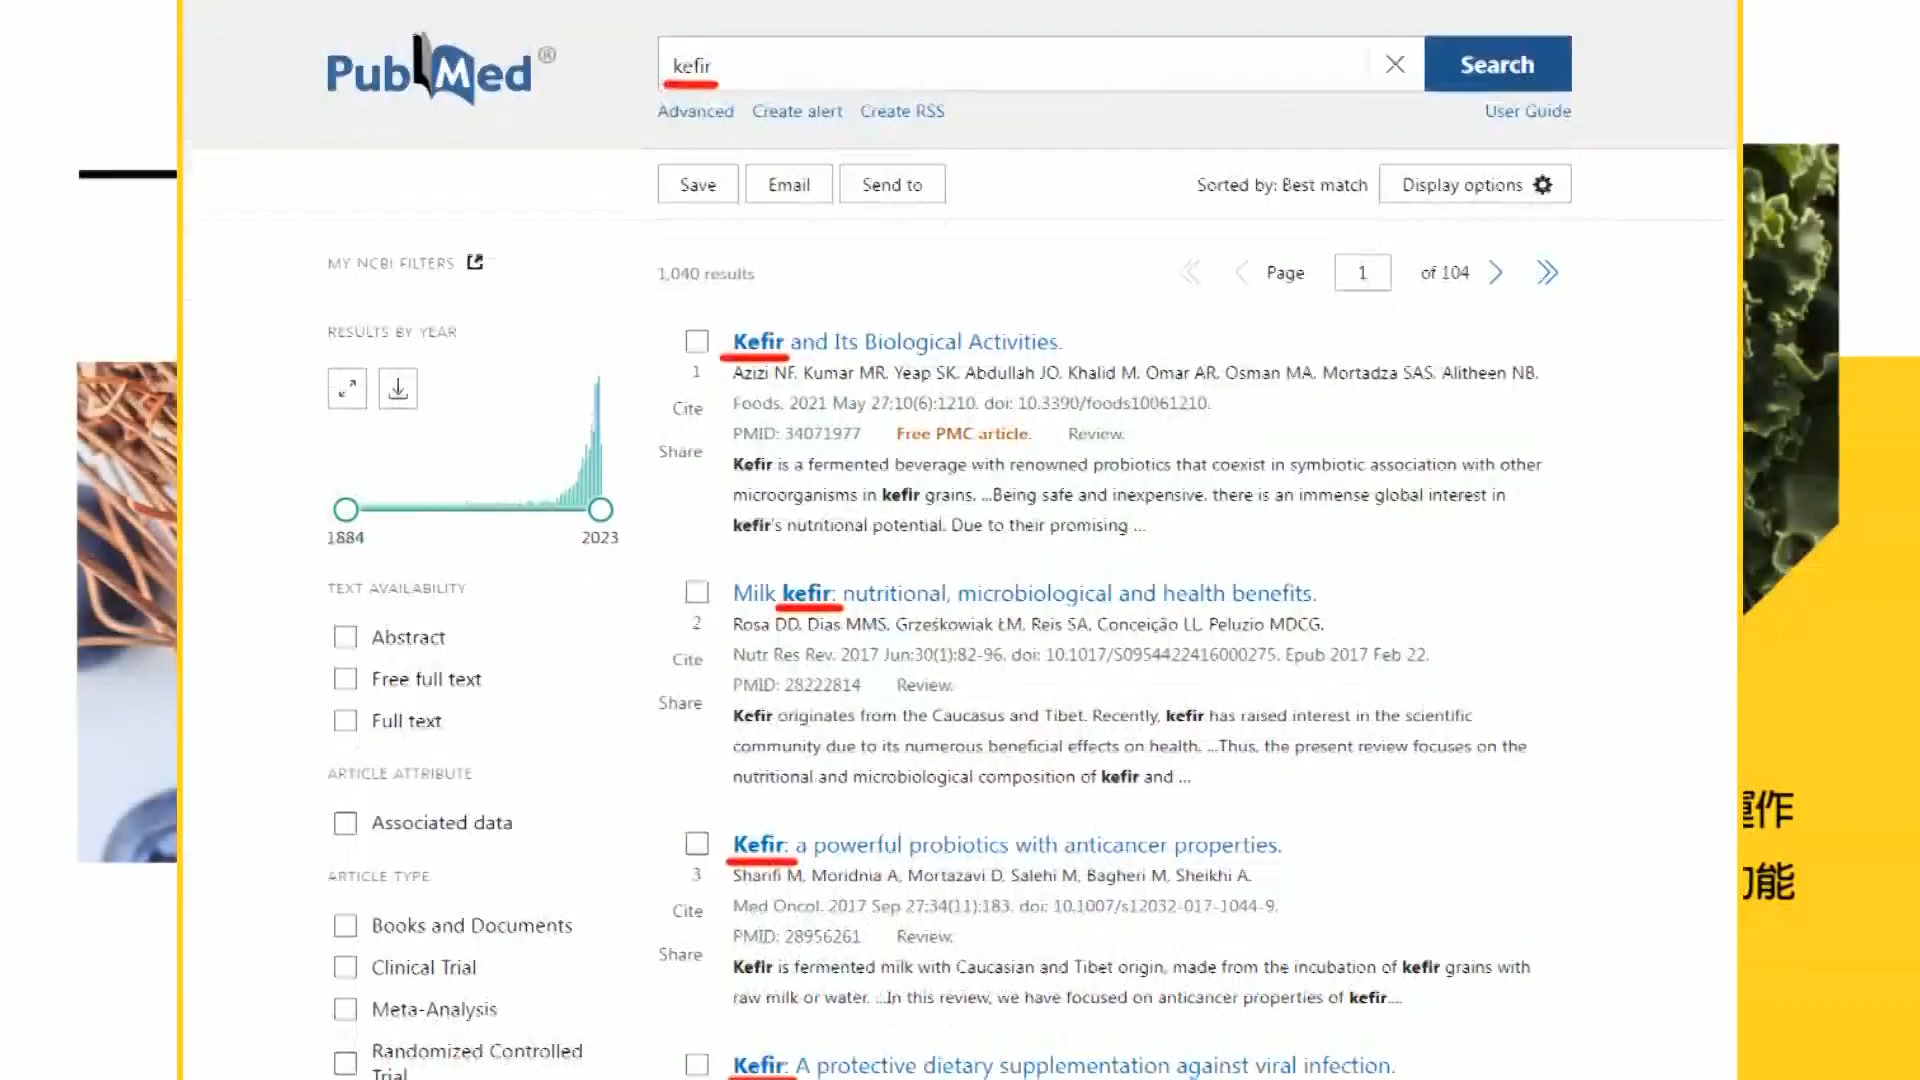 PubMed®
kefir
Search
Advanced Create alert Create RSS
User Guide
Save Email Send to
Sorted by: Best match Display options
MY NCBI FILTERS
1,040 results
Page 1 of 104
RESULTS BY YEAR
1884 2023
TEXT AVAILABILITY
Abstract
Free full text
Full text
ARTICLE ATTRIBUTE
Associated data
ARTICLE TYPE
Books and Documents
Clinical Trial
Meta-Analysis
Randomized Controlled
Trial
Kefir and Its Biological Activities.
1
Azizi NF, Kumar MR, Yeap SK, Abdullah JO, Khalid M, Omar AR, Osman MA, Mortadza SAS, Alitheen NB.
Cite
Foods. 2021 May 27;10(6):1210. doi: 10.3390/foods10061210.
PMID: 34071977 Free PMC article. Review.
Share
Kefir is a fermented beverage with renowned probiotics that coexist in symbiotic association with other
microorganisms in kefir grains. ...Being safe and inexpensive, there is an immense global interest in
kefir's nutritional potential. Due to their promising ...
Milk kefir: nutritional, microbiological and health benefits.
2
Rosa DD, Dias MMS, Grześkowiak ŁM, Reis SA, Conceição LL, Peluzio MDCG.
Cite
Nutr Res Rev. 2017 Jun;30(1):82-96. doi: 10.1017/S0954422416000275. Epub 2017 Feb 22.
PMID: 28222814 Review.
Share
Kefir originates from the Caucasus and Tibet. Recently, kefir has raised interest in the scientific
community due to its numerous beneficial effects on health. ...Thus, the present review focuses on the
nutritional and microbiological composition of kefir and ...
Kefir: a powerful probiotics with anticancer properties.
3
Sharifi M, Moridnia A, Mortazavi D, Salehi M, Bagheri M, Sheikhi A.
Cite
Med Oncol. 2017 Sep 27;34(11):183. doi: 10.1007/s12032-017-1044-9.
PMID: 28956261 Review.
Share
Kefir is fermented milk with Caucasian and Tibet origin, made from the incubation of kefir grains with
raw milk or water. ...In this review, we have focused on anticancer properties of kefir....
Kefir: A protective dietary supplementation against viral infection.
作
能